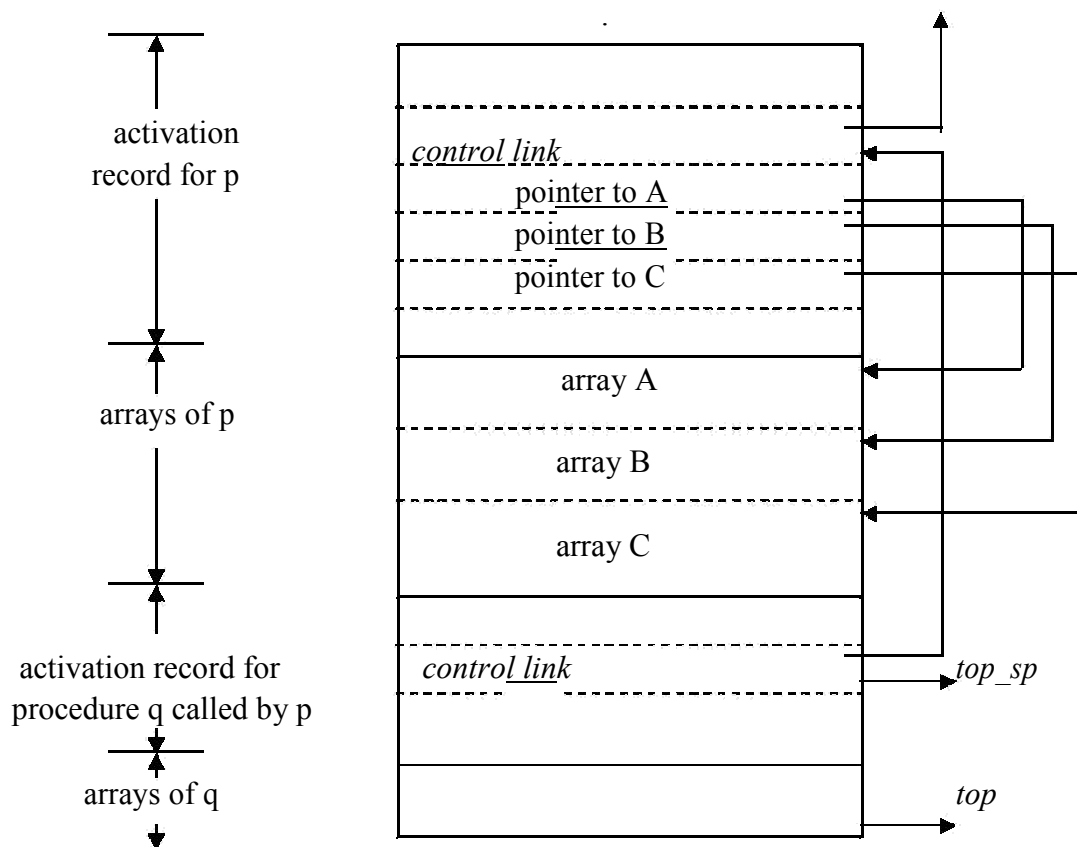 activation
record for p
control link
pointer to A
pointer to B
pointer to C
arrays of p
array A
array B
array C
activation record for
procedure q called by p
control link
top_sp
arrays of q
top